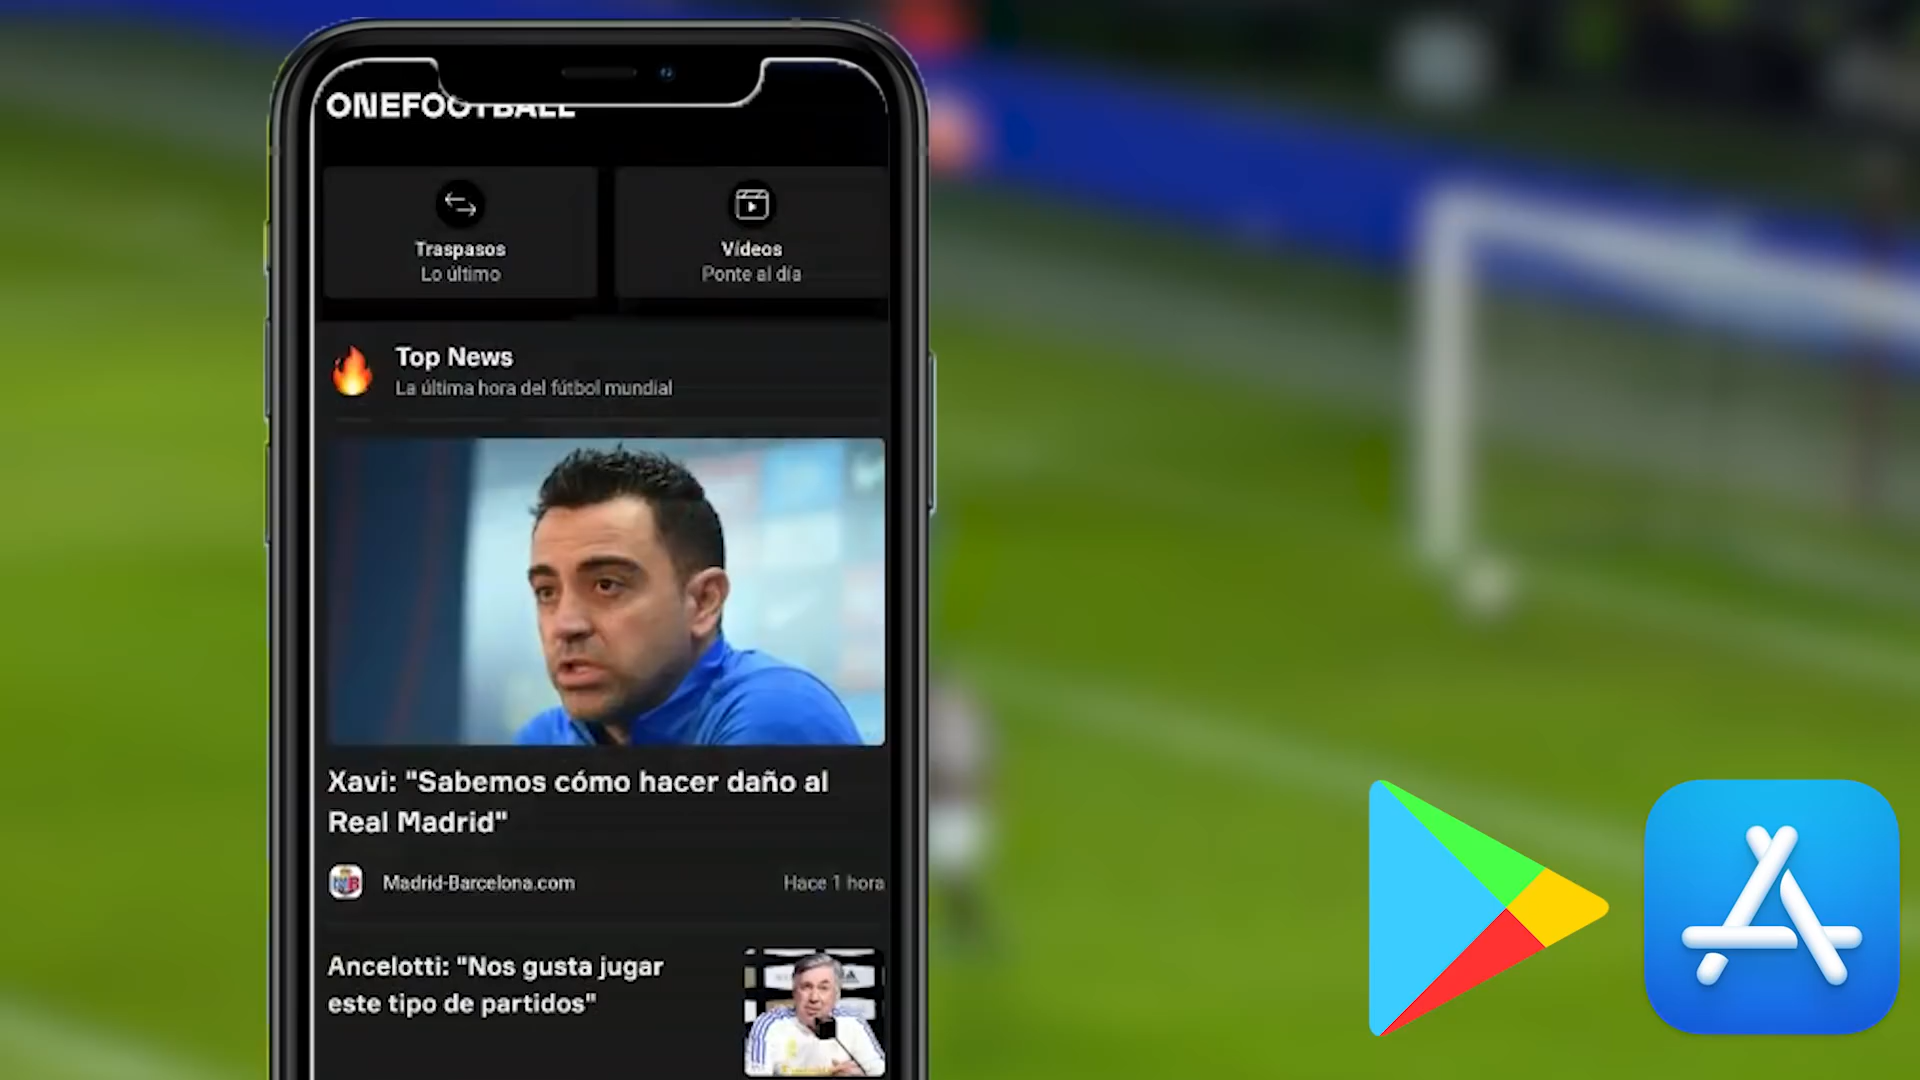 ONEFOOTBALL
Traspasos
Lo último
Vídeos
Ponte al día
Top News
La última hora del fútbol mundial
Xavi: "Sabemos cómo hacer daño al
Real Madrid"
Madrid-Barcelona.com
Hace 1 hora
Ancelotti: "Nos gusta jugar
este tipo de partidos"